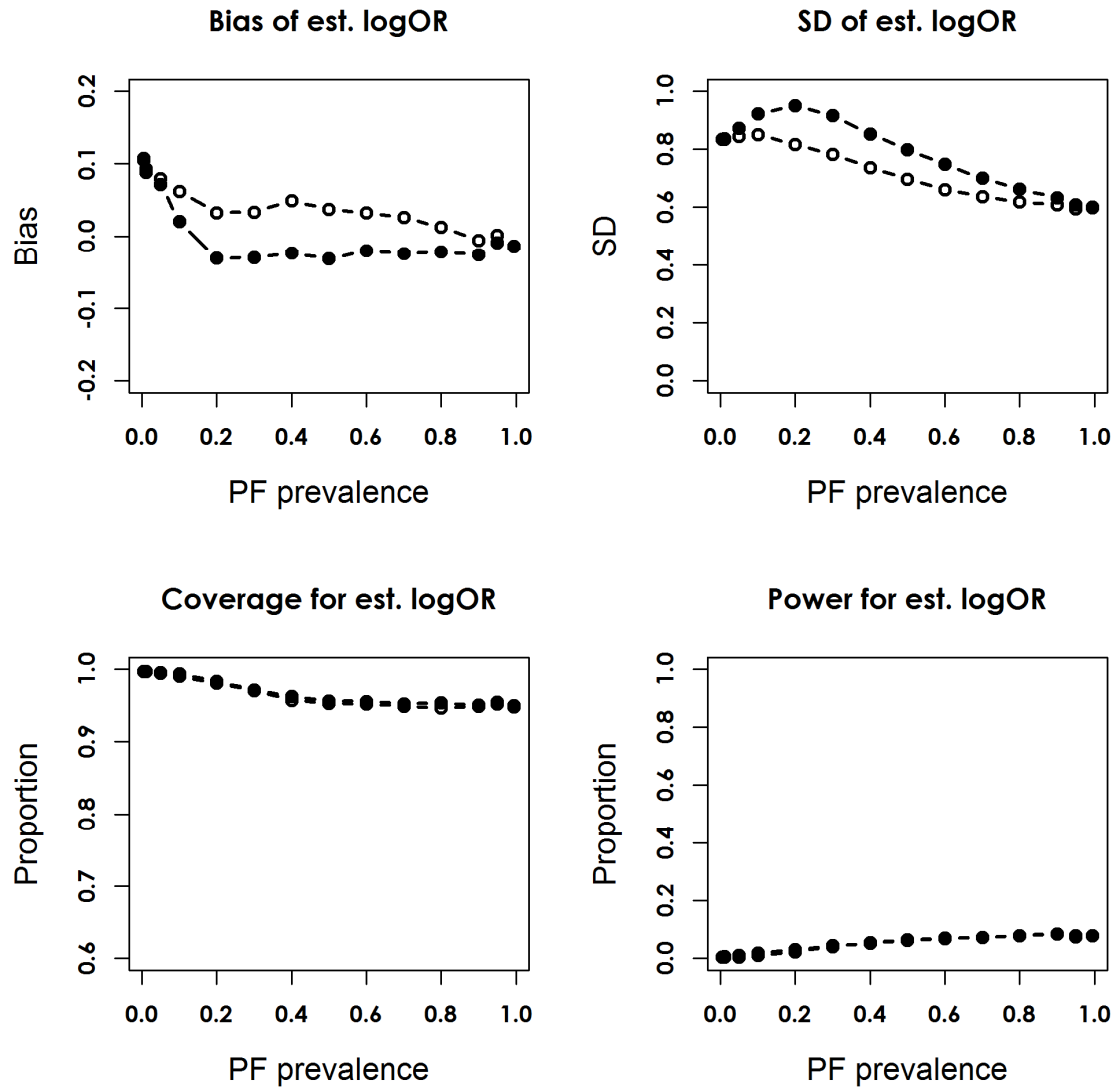 Bias of est. logOR
Bias
0.2
0.1
0.0
-0.1
-0.2
0.0 0.2 0.4 0.6 0.8 1.0
PF prevalence
SD of est. logOR
SD
1.0
0.8
0.6
0.4
0.2
0.0
0.0 0.2 0.4 0.6 0.8 1.0
PF prevalence
Coverage for est. logOR
Proportion
1.0
0.9
0.8
0.7
0.6
0.0 0.2 0.4 0.6 0.8 1.0
PF prevalence
Power for est. logOR
Proportion
1.0
0.8
0.6
0.4
0.2
0.0
0.0 0.2 0.4 0.6 0.8 1.0
PF prevalence